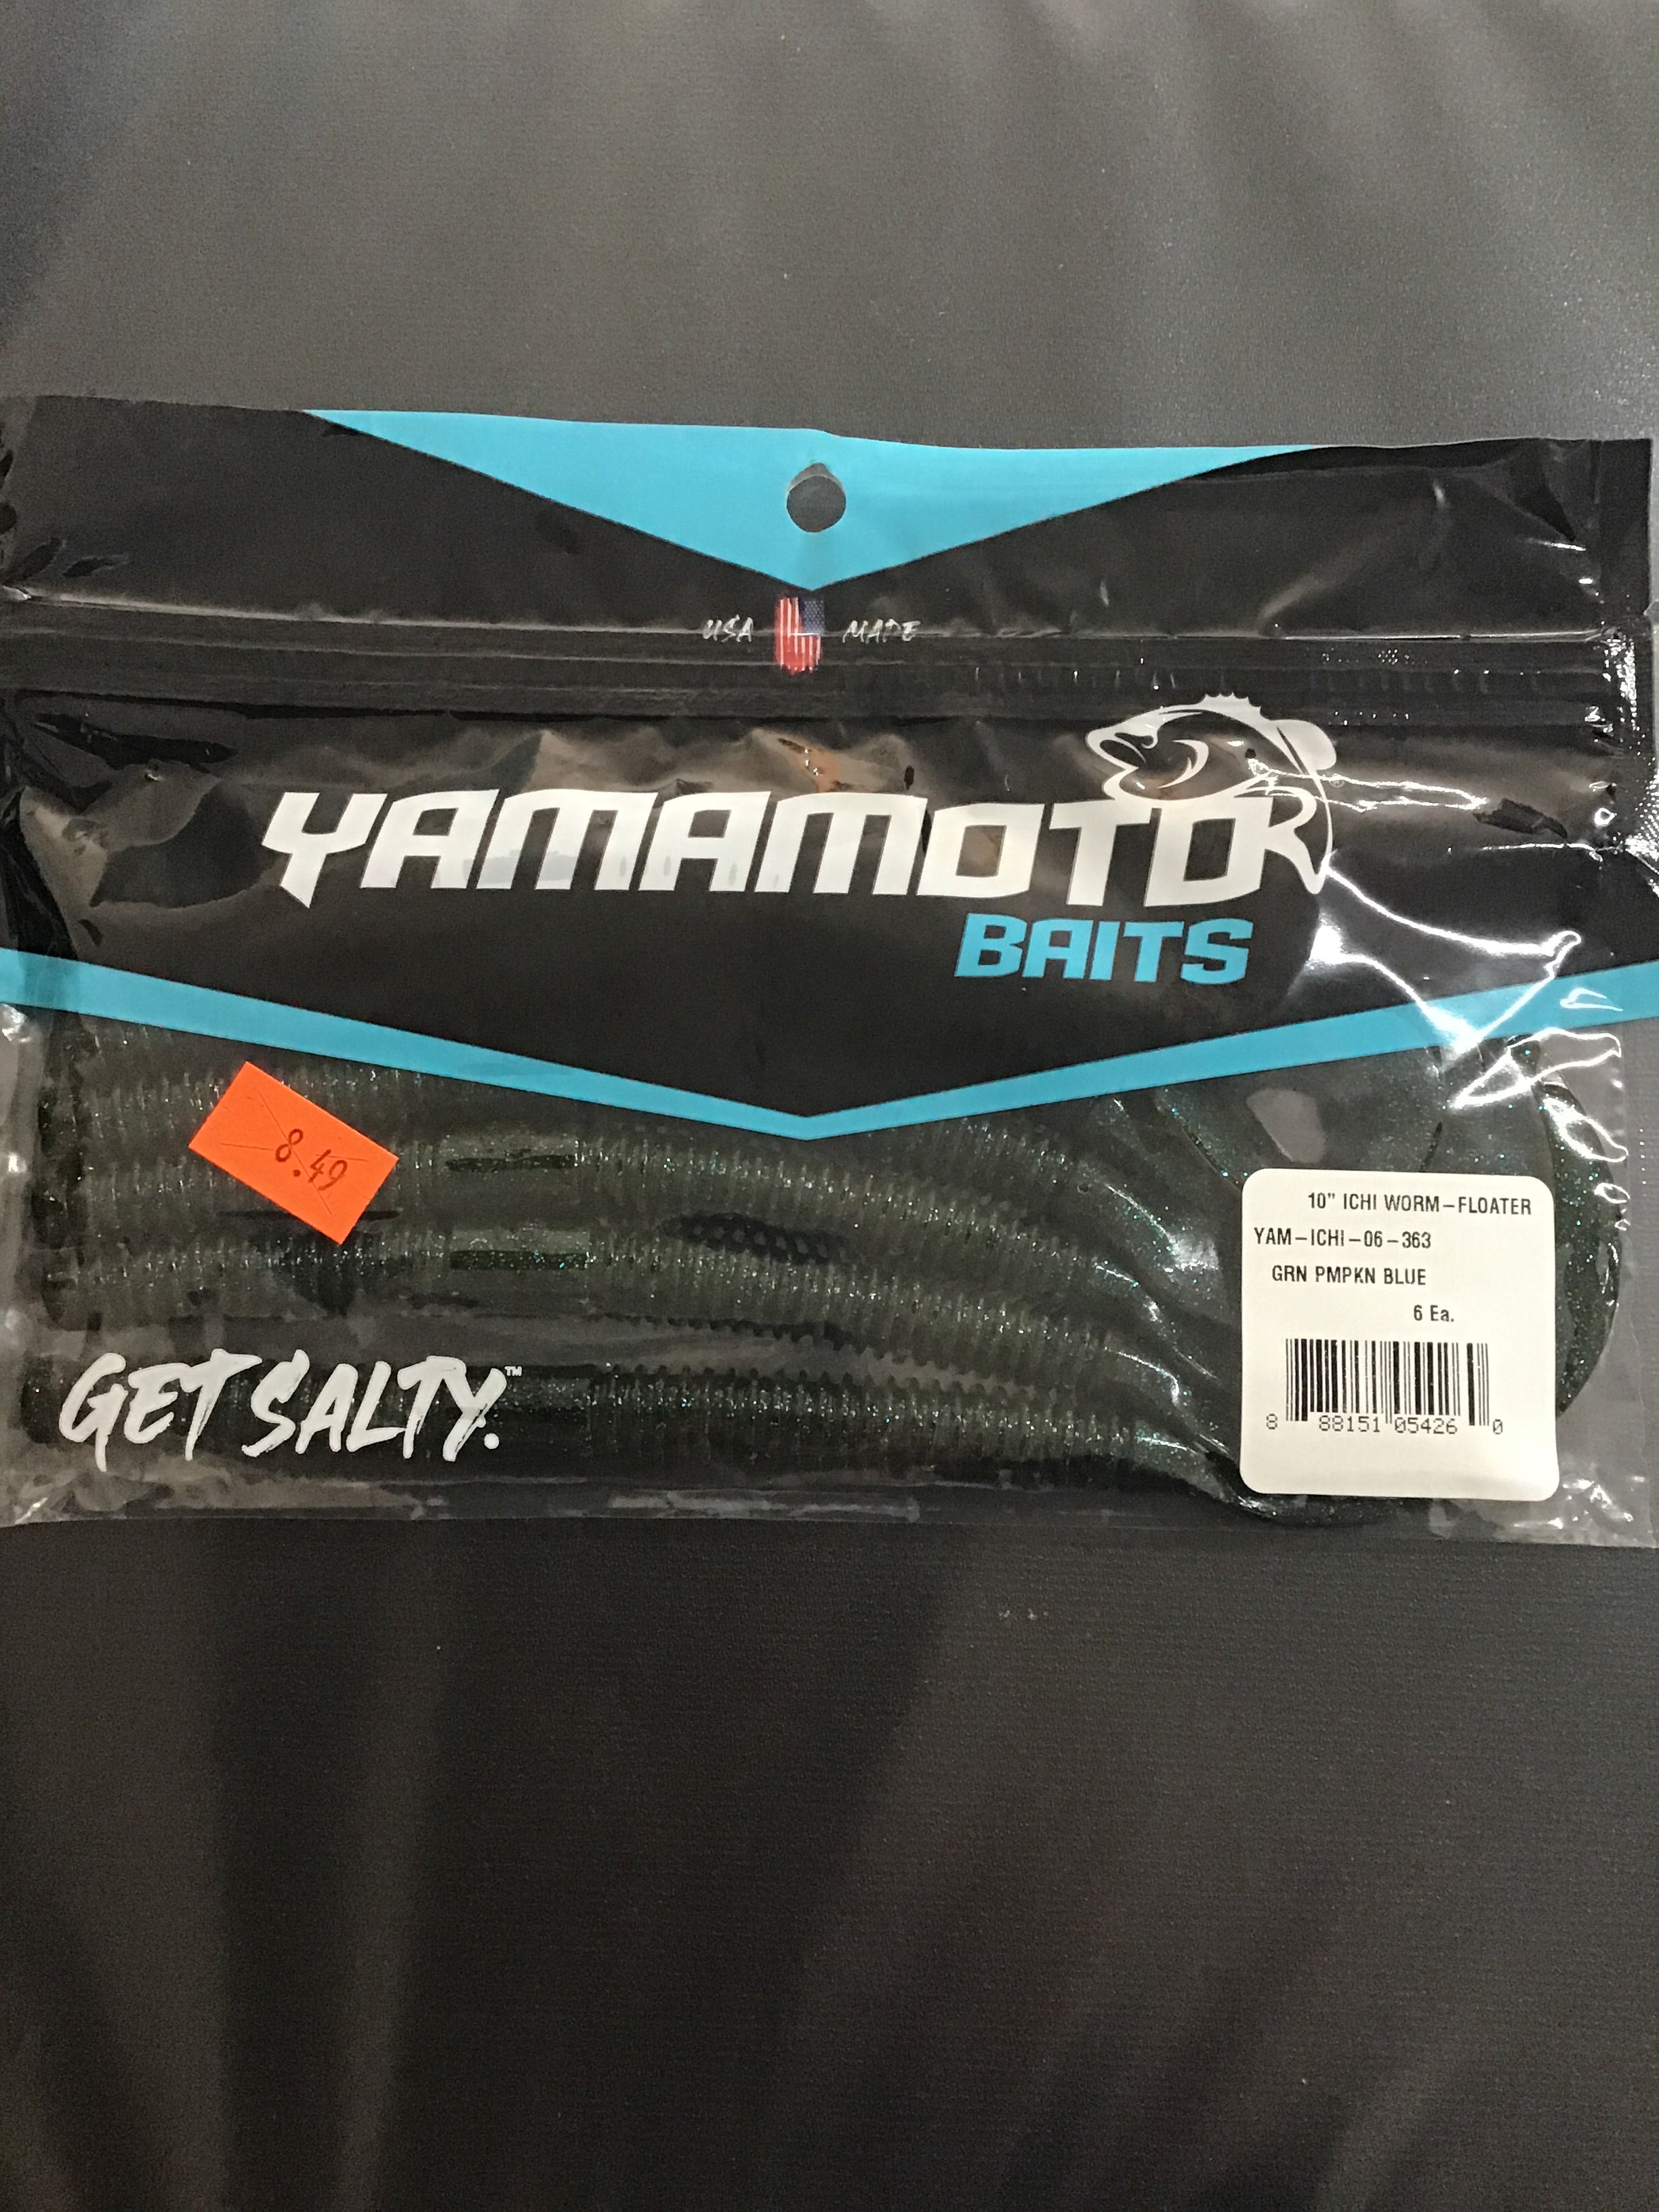 USA MADE
YAMAMOTO
BAITS
8.49
10" ICHI WORM-FLOATER
YAM-ICHI-06-363
GRN PMPKN BLUE
6 Ea.
GET SALTY.™
8 88151 05426 0